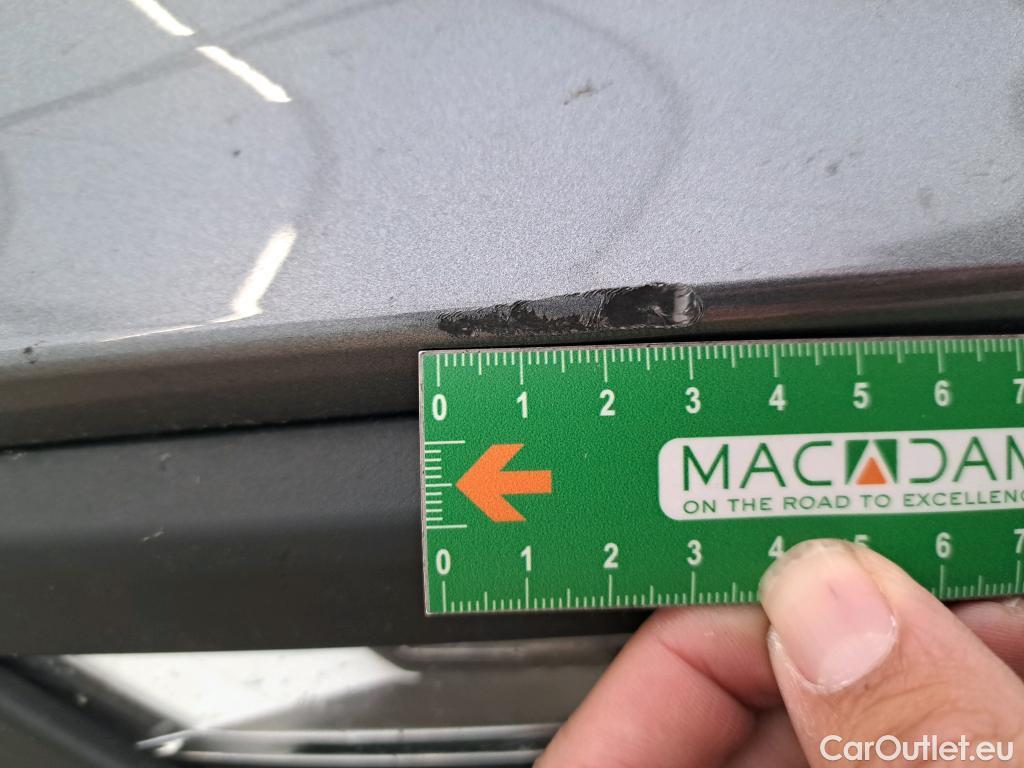 0 1 2 3 4 5 6 7
MACADAM
ON THE ROAD TO EXCELLENC
0 1 2 3 4 5 6 7
CarOutlet.eu